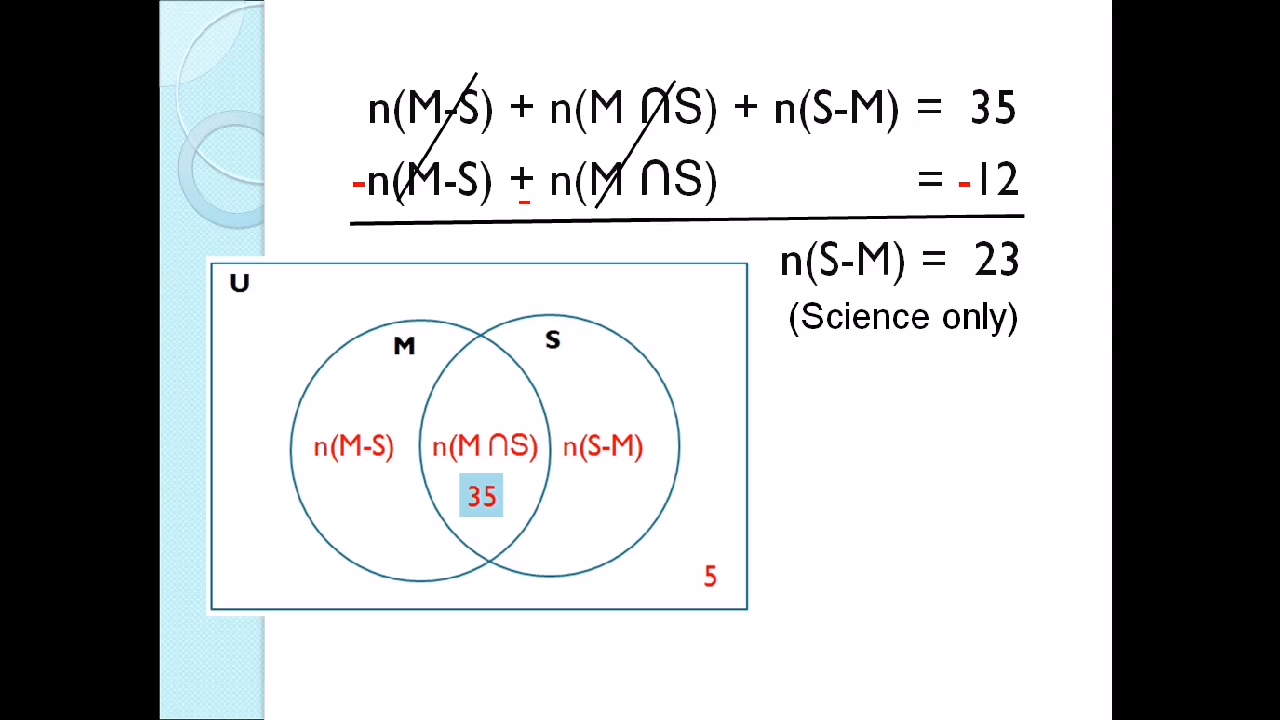 n(M-S) + n(M ∩S) + n(S-M) = 35
-n(M-S) + n(M ∩S) = -12
-
n(S-M) = 23
(Science only)
U
M S
n(M-S) n(M ∩S) n(S-M)
35
5